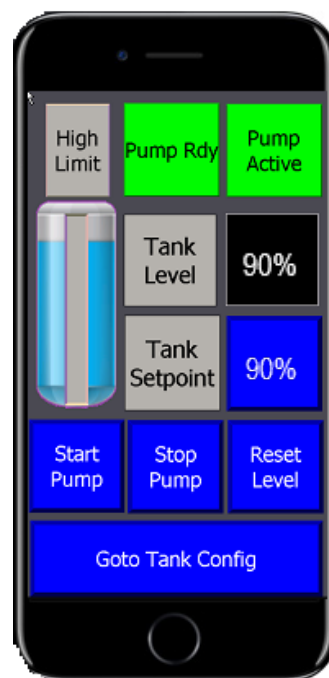 High
Limit
Pump Rdy
Pump
Active
Tank
Level
90%
Tank
Setpoint
90%
Start
Pump
Stop
Pump
Reset
Level
Goto Tank Config